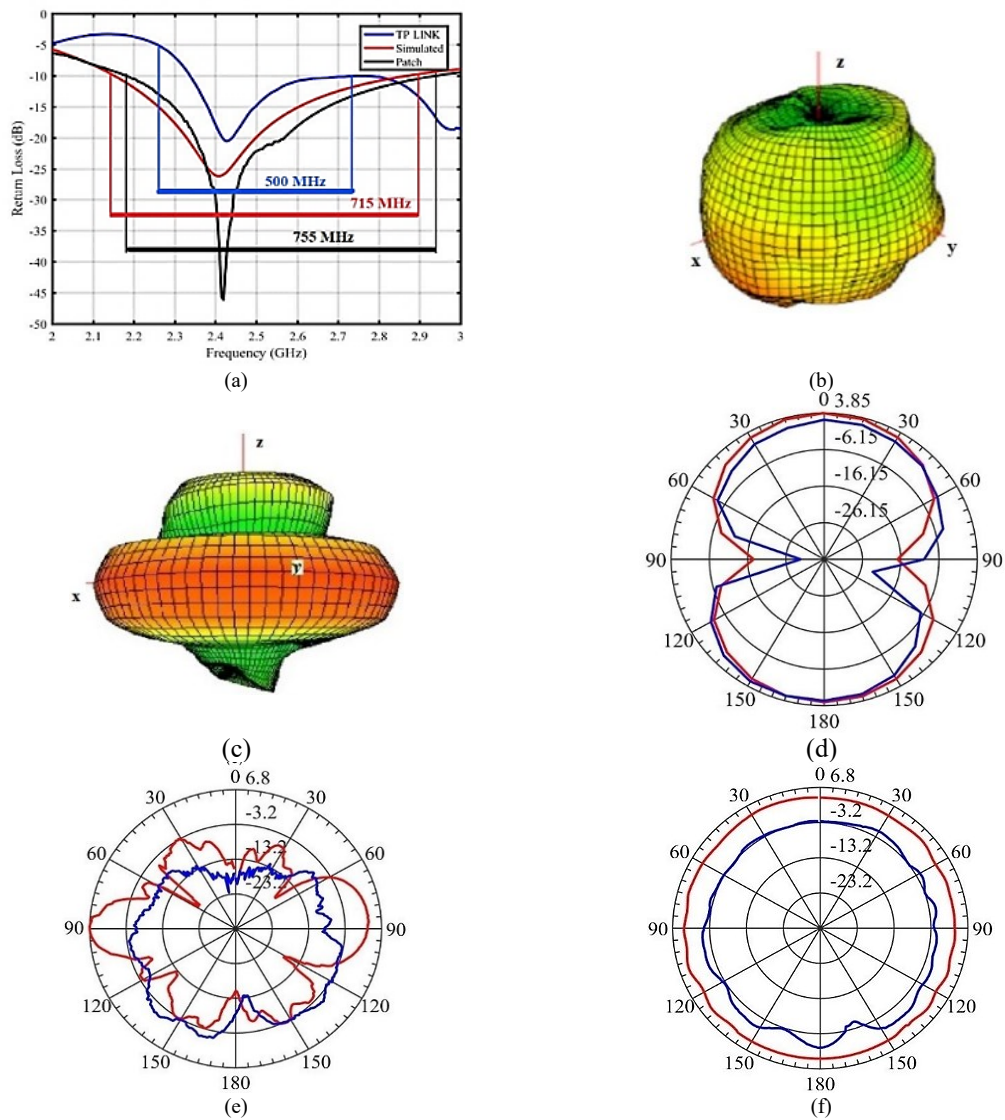 0
-5
-10
-15
-20
-25
-30
-35
-40
-45
-50
Return Loss (dB)
TP LINK
Simulated
Patch
500 MHz
715 MHz
755 MHz
2 2.1 2.2 2.3 2.4 2.5 2.6 2.7 2.8 2.9 3
Frequency (GHz)
(a)
z
x
y
(b)
z
x
y
(c)
0 3.85
30 30
-6.15
60 60
-16.15
-26.15
90 90
120 120
150 150
180
(d)
0 6.8
30 30
-3.2
60 60
-13.2
-23.2
90 90
120 120
150 150
180
(e)
0 6.8
30 30
-3.2
60 60
-13.2
-23.2
90 90
120 120
150 150
180
(f)